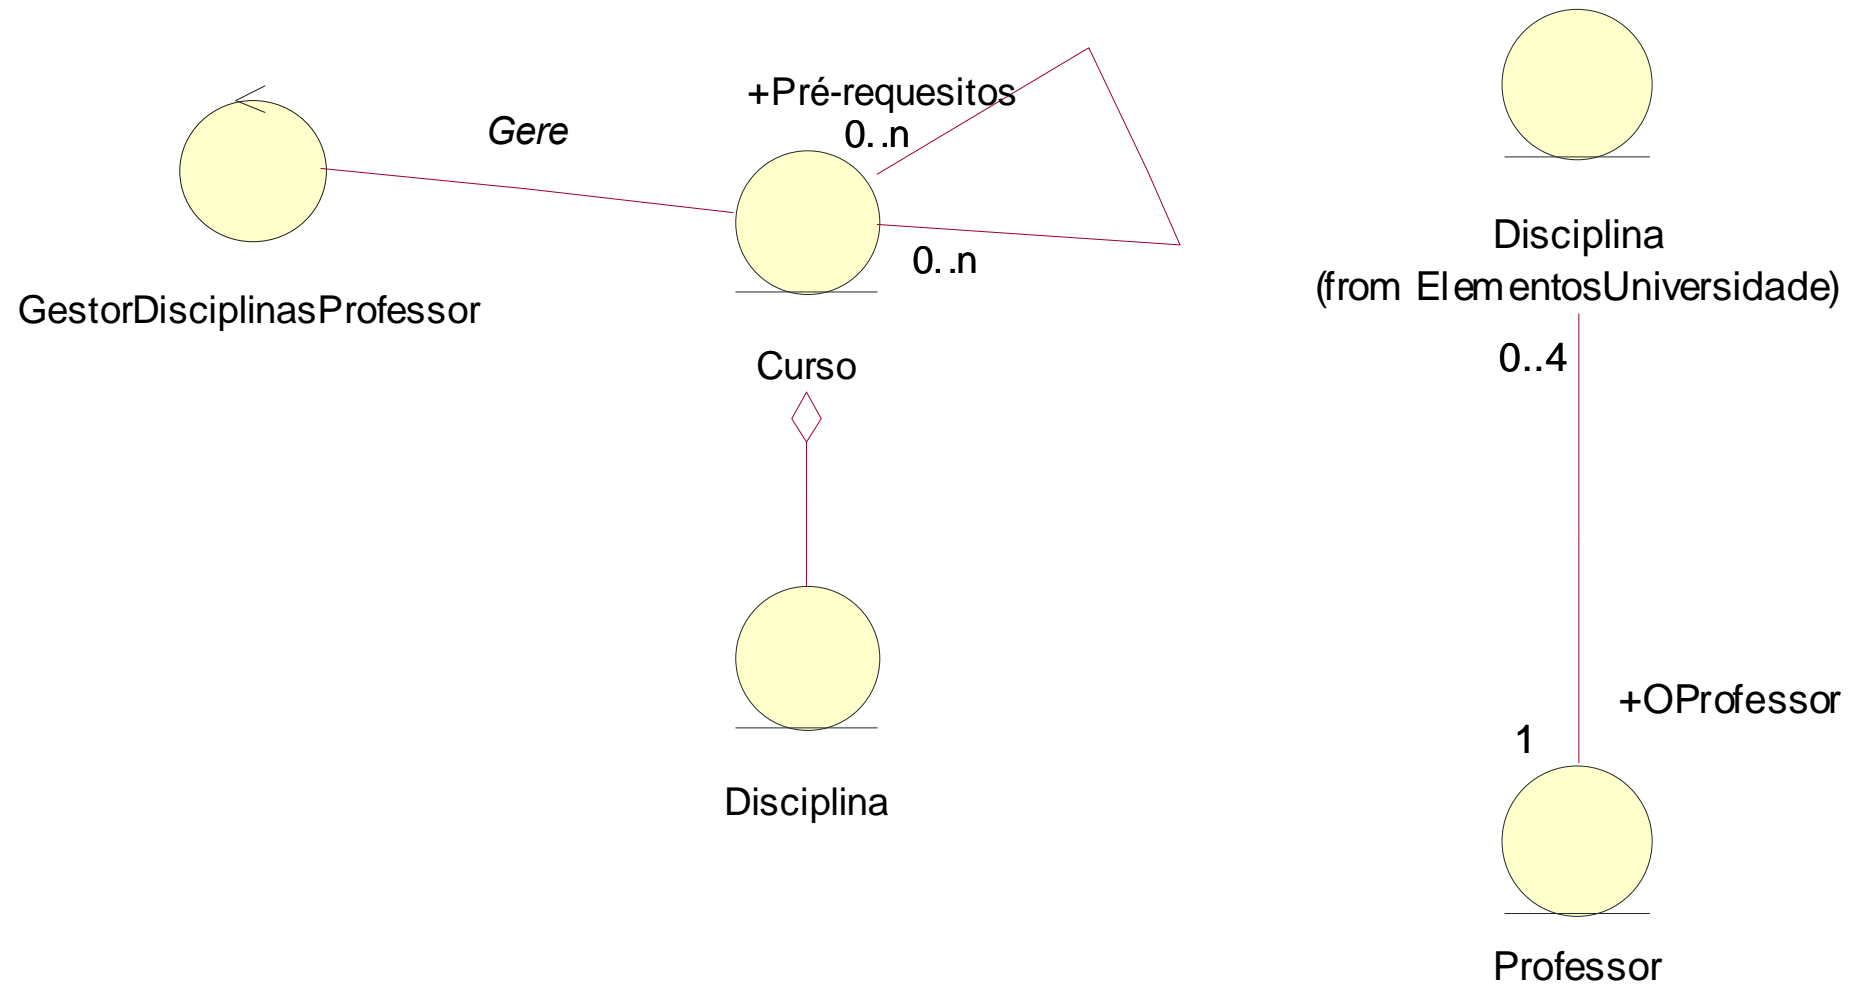 +Pré-requesitos
0..n
Gere
0..n
GestorDisciplinasProfessor
Curso
Disciplina
Disciplina
(from ElementosUniversidade)
0..4
+OProfessor
1
Professor